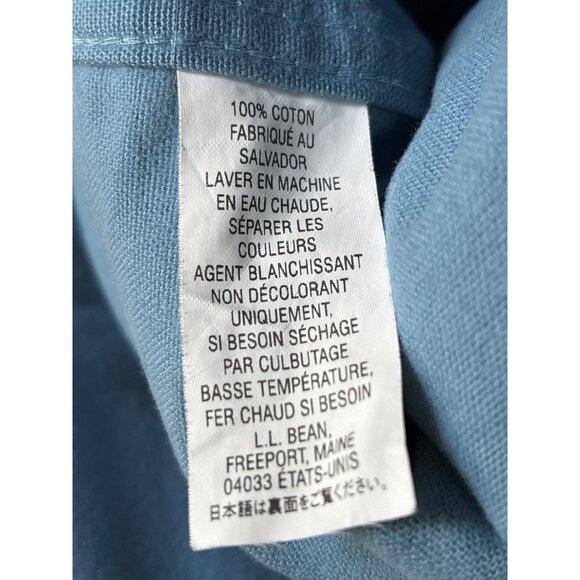 100% COTON
FABRIQUÉ AU
SALVADOR
LAVER EN MACHINE
EN EAU CHAUDE,
SÉPARER LES
COULEURS
AGENT BLANCHISSANT
NON DÉCOLORANT
UNIQUEMENT,
SI BESOIN SÉCHAGE
PAR CULBUTAGE
BASSE TEMPÉRATURE,
FER CHAUD SI BESOIN
L.L. BEAN,
FREEPORT, MAINE
04033 ÉTATS-UNIS
日本語は裏面をご覧ください。